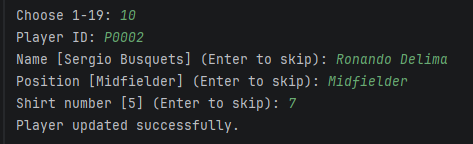 Choose 1-19: 10
Player ID: P0002
Name [Sergio Busquets] (Enter to skip): Ronando Delima
Position [Midfielder] (Enter to skip): Midfielder
Shirt number [5] (Enter to skip): 7
Player updated successfully.